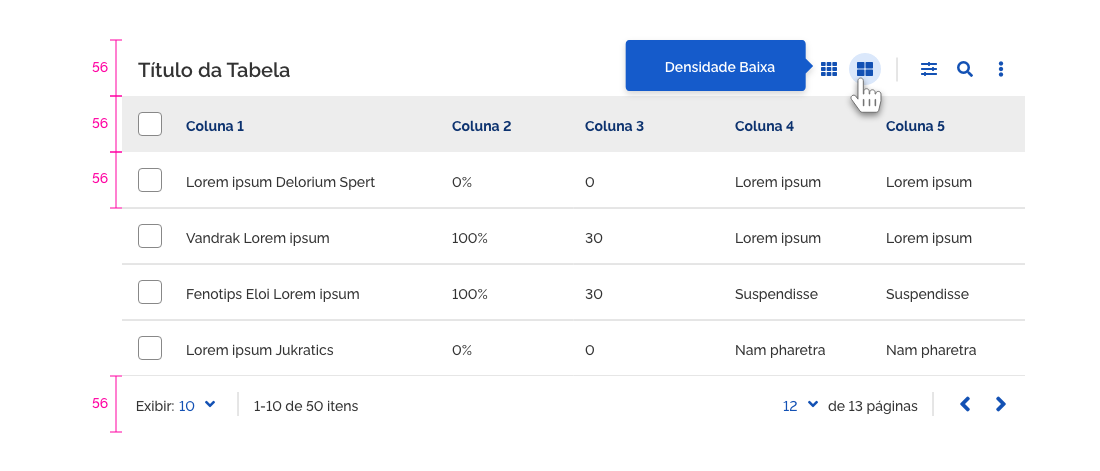 56 Título da Tabela Densidade Baixa
56 Coluna 1 Coluna 2 Coluna 3 Coluna 4 Coluna 5
56 Lorem ipsum Delorium Spert 0% 0 Lorem ipsum Lorem ipsum
Vandrak Lorem ipsum 100% 30 Lorem ipsum Lorem ipsum
Fenotips Eloi Lorem ipsum 100% 30 Suspendisse Suspendisse
Lorem ipsum Jukratics 0% 0 Nam pharetra Nam pharetra
56 Exibir: 10 1-10 de 50 itens 12 de 13 páginas